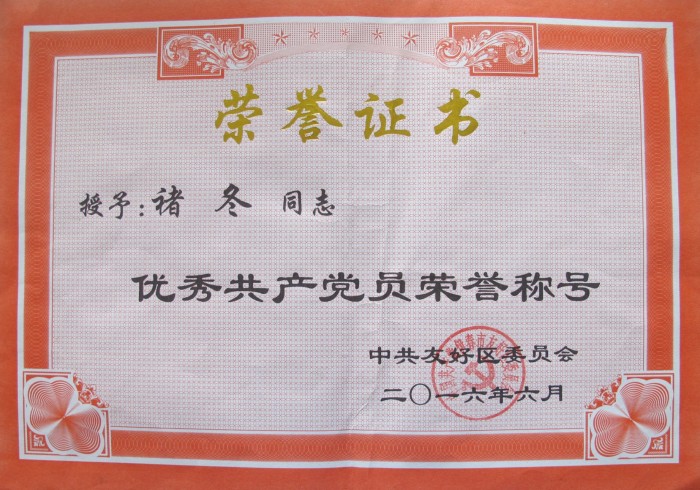 荣誉证书
授予：褚 冬 同志
优秀共产党员荣誉称号
中共友好区委员会
二〇一六年六月